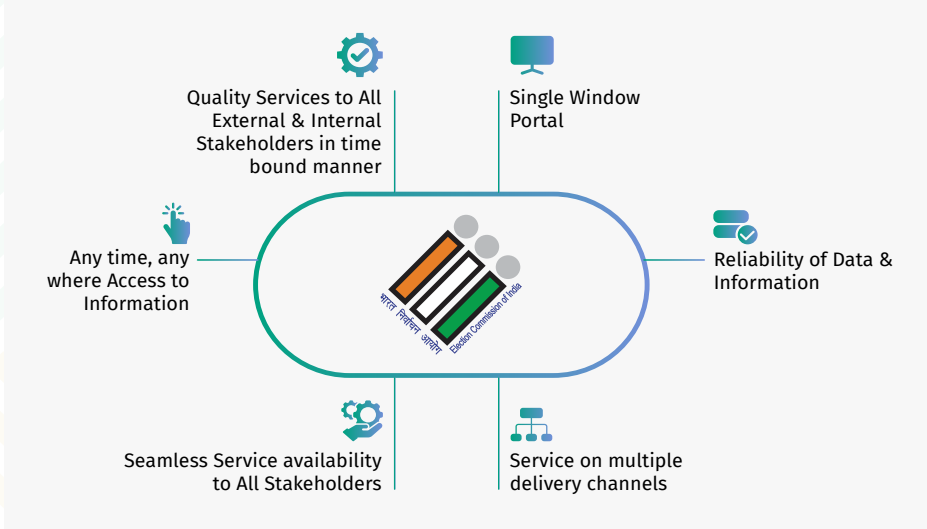 Quality Services to All
External & Internal
Stakeholders in time
bound manner
Single Window
Portal
Any time, any
where Access to
Information
भारत निर्वाचन आयोग
Election Commission of India
Reliability of Data &
Information
Seamless Service availability
to All Stakeholders
Service on multiple
delivery channels